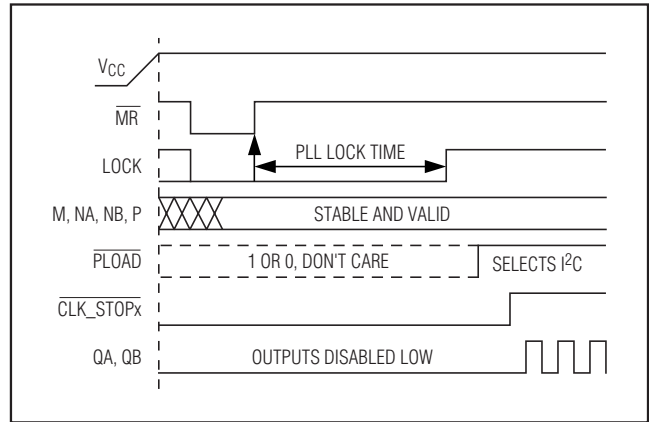 VCC
MR
LOCK
PLL LOCK TIME
M, NA, NB, P
STABLE AND VALID
PLOAD
1 OR 0, DON'T CARE
SELECTS I²C
CLK_STOPx
QA, QB
OUTPUTS DISABLED LOW